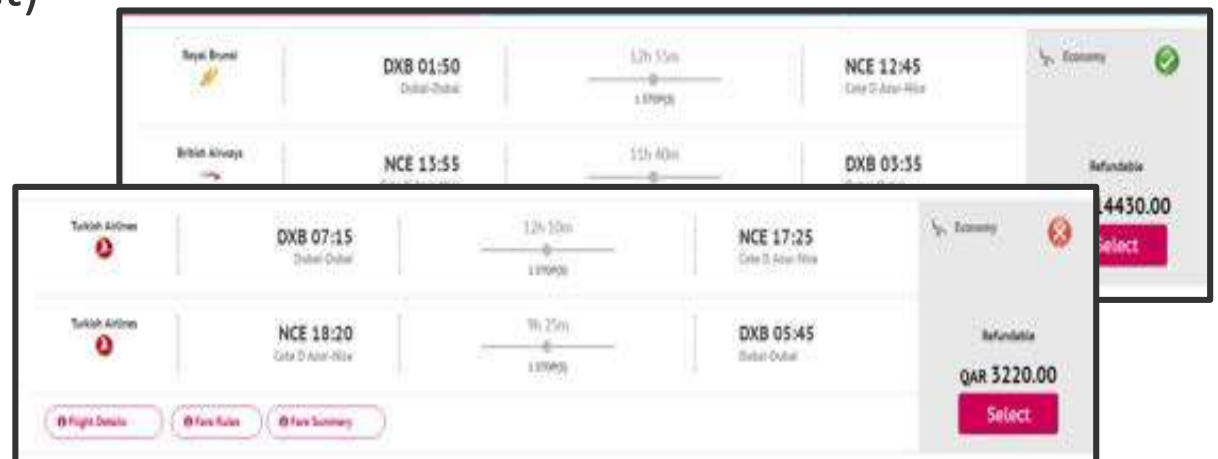 Royal Brunei
DXB 01:50
Dubai-Dubai
12h 55m
1 STOP(S)
NCE 12:45
Cote D Azur-Nice
Economy
British Airways
NCE 13:55
11h 40m
DXB 03:35
Refundable
4430.00
Select
Turkish Airlines
DXB 07:15
Dubai-Dubai
12h 10m
1 STOP(S)
NCE 17:25
Cote D Azur-Nice
Economy
Turkish Airlines
NCE 18:20
Cote D Azur-Nice
9h 25m
1 STOP(S)
DXB 05:45
Dubai-Dubai
Refundable
QAR 3220.00
Select
Flight Details
Fare Rules
Fare Summary